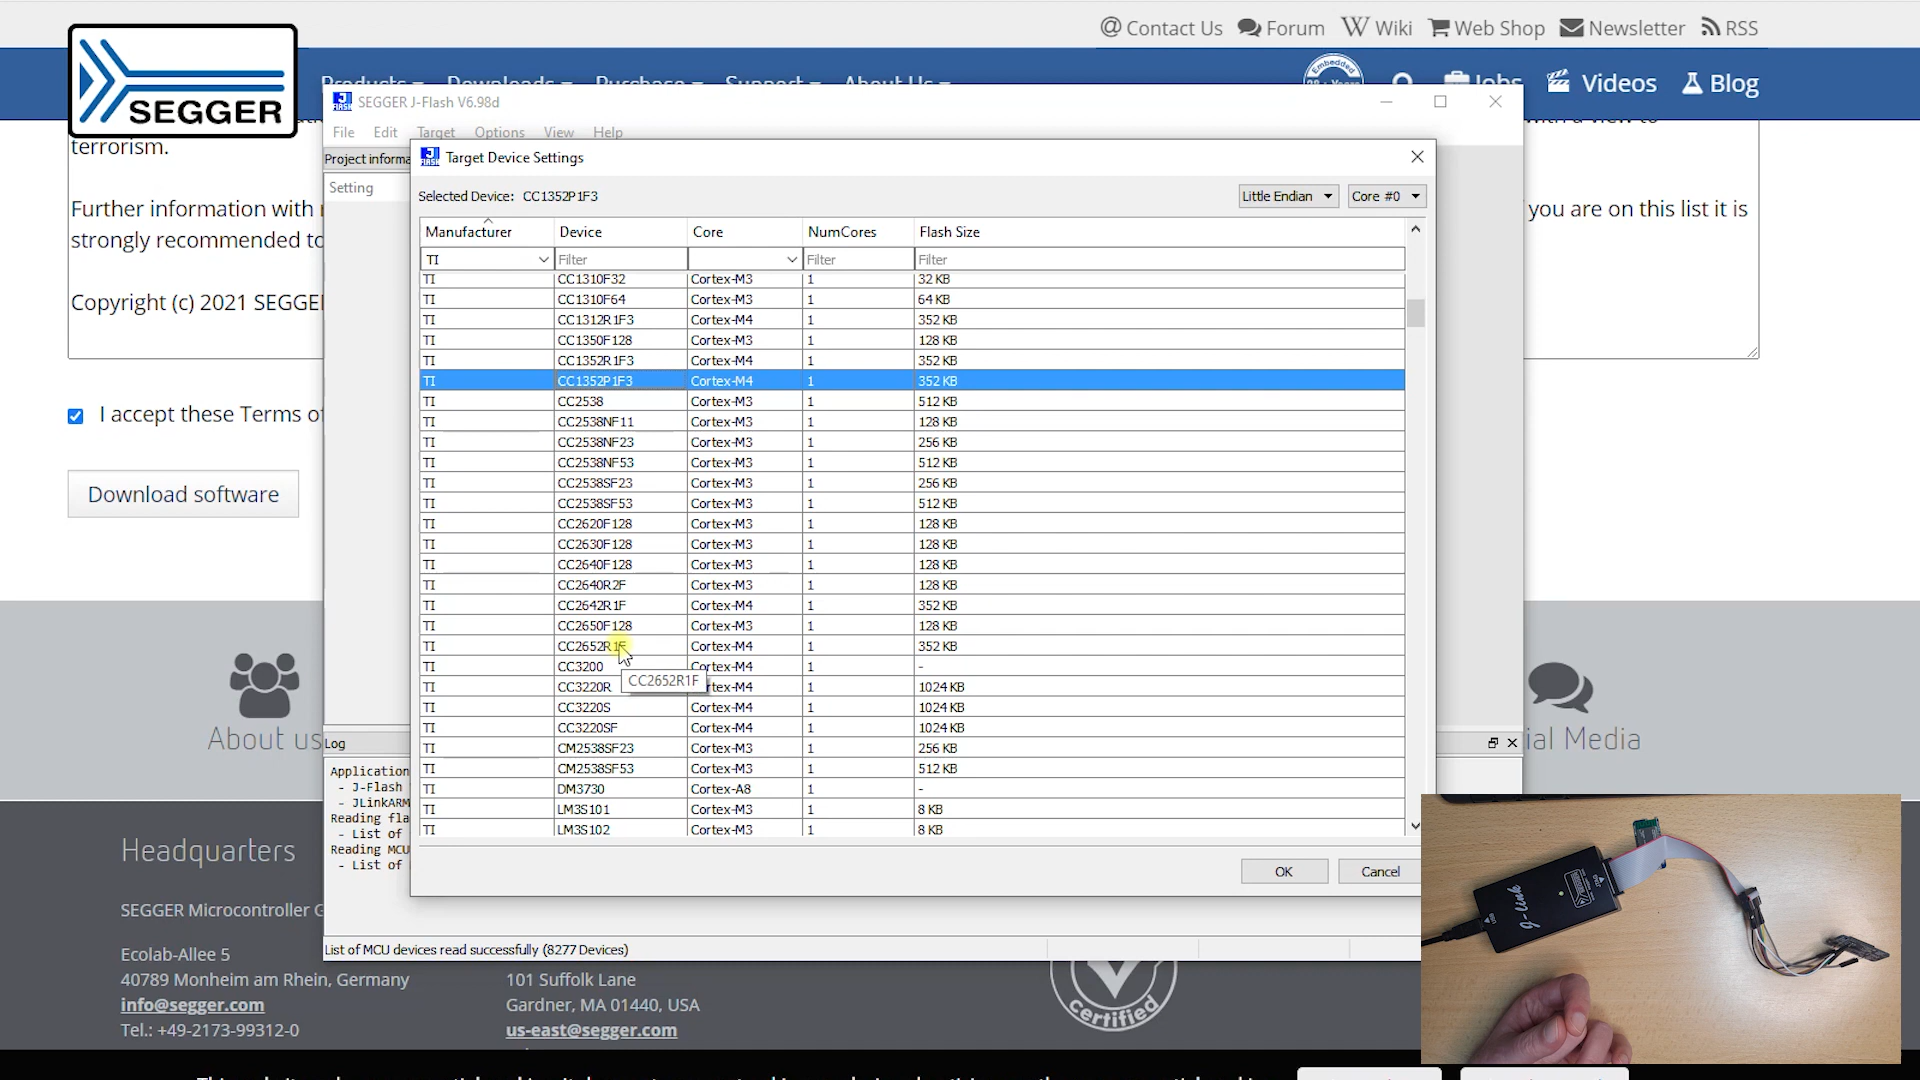 @ Contact Us Forum Wiki Web Shop Newsletter RSS
SEGGER
Products Downloads Purchase Support About Us Embedded Jobs Videos Blog
terrorism.
Further information with
strongly recommended to
you are on this list it is
Copyright (c) 2021 SEGGE
I accept these Terms of
Download software
SEGGER J-Flash V6.98d
File Edit Target Options View Help
Project informa
Setting
Target Device Settings
Selected Device: CC1352P1F3 Little Endian Core #0
Manufacturer Device Core NumCores Flash Size
TI Filter Filter Filter
TI CC1310F32 Cortex-M3 1 32 KB
TI CC1310F64 Cortex-M3 1 64 KB
TI CC1312R1F3 Cortex-M4 1 352 KB
TI CC1350F128 Cortex-M3 1 128 KB
TI CC1352R1F3 Cortex-M4 1 352 KB
TI CC1352P1F3 Cortex-M4 1 352 KB
TI CC2538 Cortex-M3 1 512 KB
TI CC2538NF11 Cortex-M3 1 128 KB
TI CC2538NF23 Cortex-M3 1 256 KB
TI CC2538NF53 Cortex-M3 1 512 KB
TI CC2538SF23 Cortex-M3 1 256 KB
TI CC2538SF53 Cortex-M3 1 512 KB
TI CC2620F128 Cortex-M3 1 128 KB
TI CC2630F128 Cortex-M3 1 128 KB
TI CC2640F128 Cortex-M3 1 128 KB
TI CC2640R2F Cortex-M3 1 128 KB
TI CC2642R1F Cortex-M4 1 352 KB
TI CC2650F128 Cortex-M3 1 128 KB
TI CC2652R1F Cortex-M4 1 352 KB
TI CC3200 Cortex-M4 1 -
CC2652R1F
TI CC3220R rtex-M4 1 1024 KB
TI CC3220S Cortex-M4 1 1024 KB
TI CC3220SF Cortex-M4 1 1024 KB
TI CM2538SF23 Cortex-M3 1 256 KB
TI CM2538SF53 Cortex-M3 1 512 KB
TI DM3730 Cortex-A8 1 -
TI LM3S101 Cortex-M3 1 8 KB
TI LM3S102 Cortex-M3 1 8 KB
OK Cancel
About us
ial Media
Log
Application
- J-Flash
- JLinkARM
Reading fla
- List of
Reading MCU
- List of
List of MCU devices read successfully (8277 Devices)
Headquarters
SEGGER Microcontroller G
Ecolab-Allee 5
40789 Monheim am Rhein, Germany
info@segger.com
Tel.: +49-2173-99312-0
101 Suffolk Lane
Gardner, MA 01440, USA
us-east@segger.com
certified
J-Link